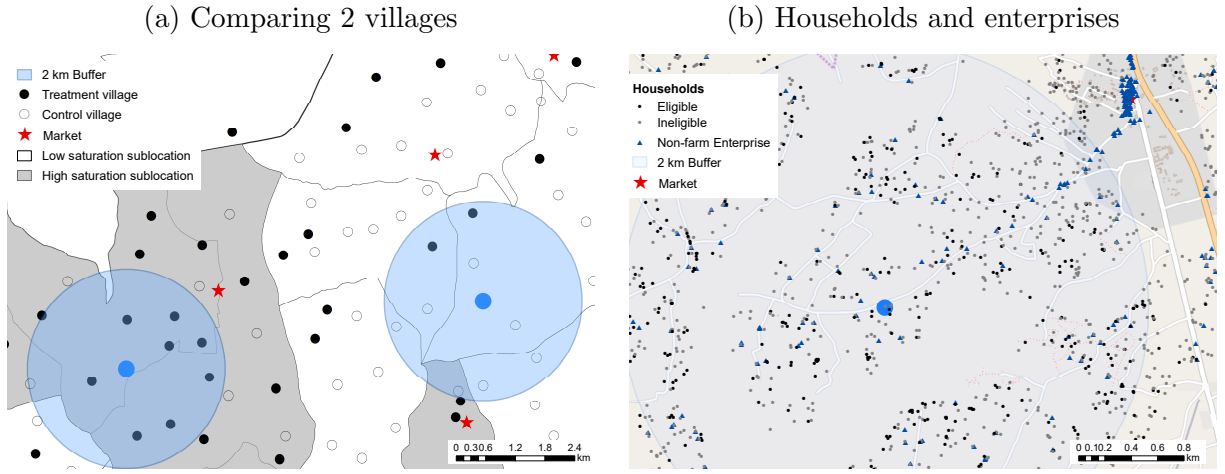 (a) Comparing 2 villages
2 km Buffer
Treatment village
Control village
Market
Low saturation sublocation
High saturation sublocation
0 0.30.6 1.2 1.8 2.4
km
(b) Households and enterprises
Households
Eligible
Ineligible
Non-farm Enterprise
2 km Buffer
Market
0 0.10.2 0.4 0.6 0.8
km